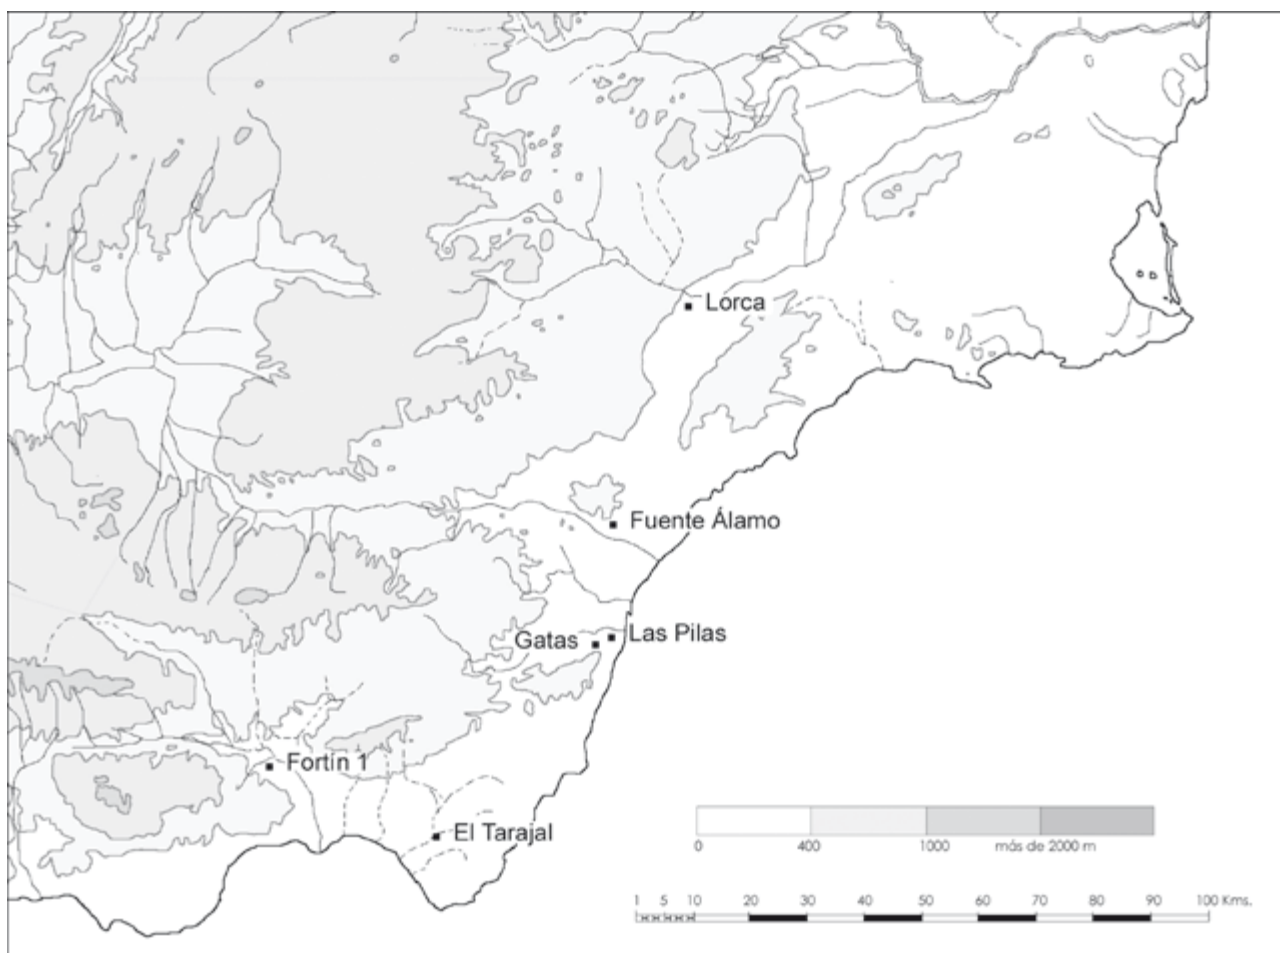 Lorca
Fuente Álamo
Gatas
Las Pilas
Fortín 1
El Tarajal
0 400 1000 más de 2000 m
1 5 10 20 30 40 50 60 70 80 90 100 Kms.